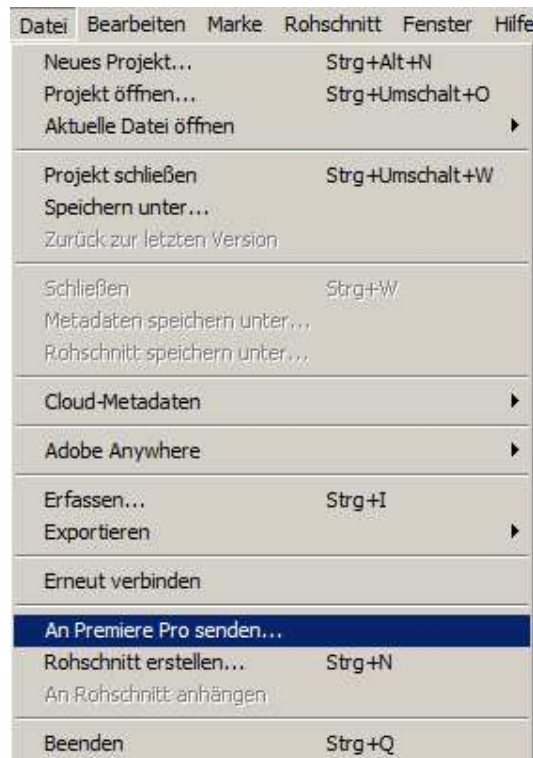 Datei Bearbeiten Marke Rohschnitt Fenster Hilfe
Neues Projekt... Strg+Alt+N
Projekt öffnen... Strg+Umschalt+O
Aktuelle Datei öffnen
Projekt schließen Strg+Umschalt+W
Speichern unter...
Zurück zur letzten Version
Schließen Strg+W
Metadaten speichern unter...
Rohschnitt speichern unter...
Cloud-Metadaten
Adobe Anywhere
Erfassen... Strg+I
Exportieren
Erneut verbinden
An Premiere Pro senden...
Rohschnitt erstellen... Strg+N
An Rohschnitt anhängen
Beenden Strg+Q